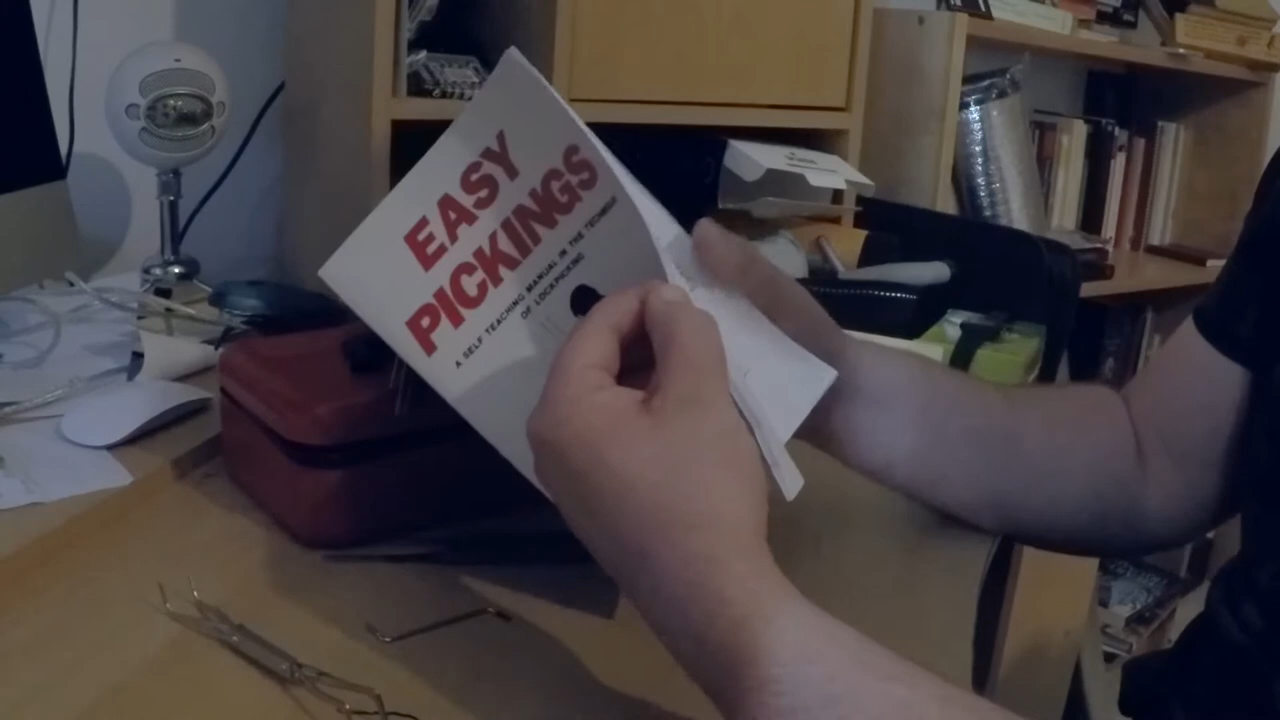 EASY
PICKINGS
A SELF TEACHING MANUAL IN THE TECHNIQUE
OF LOCKPICKING